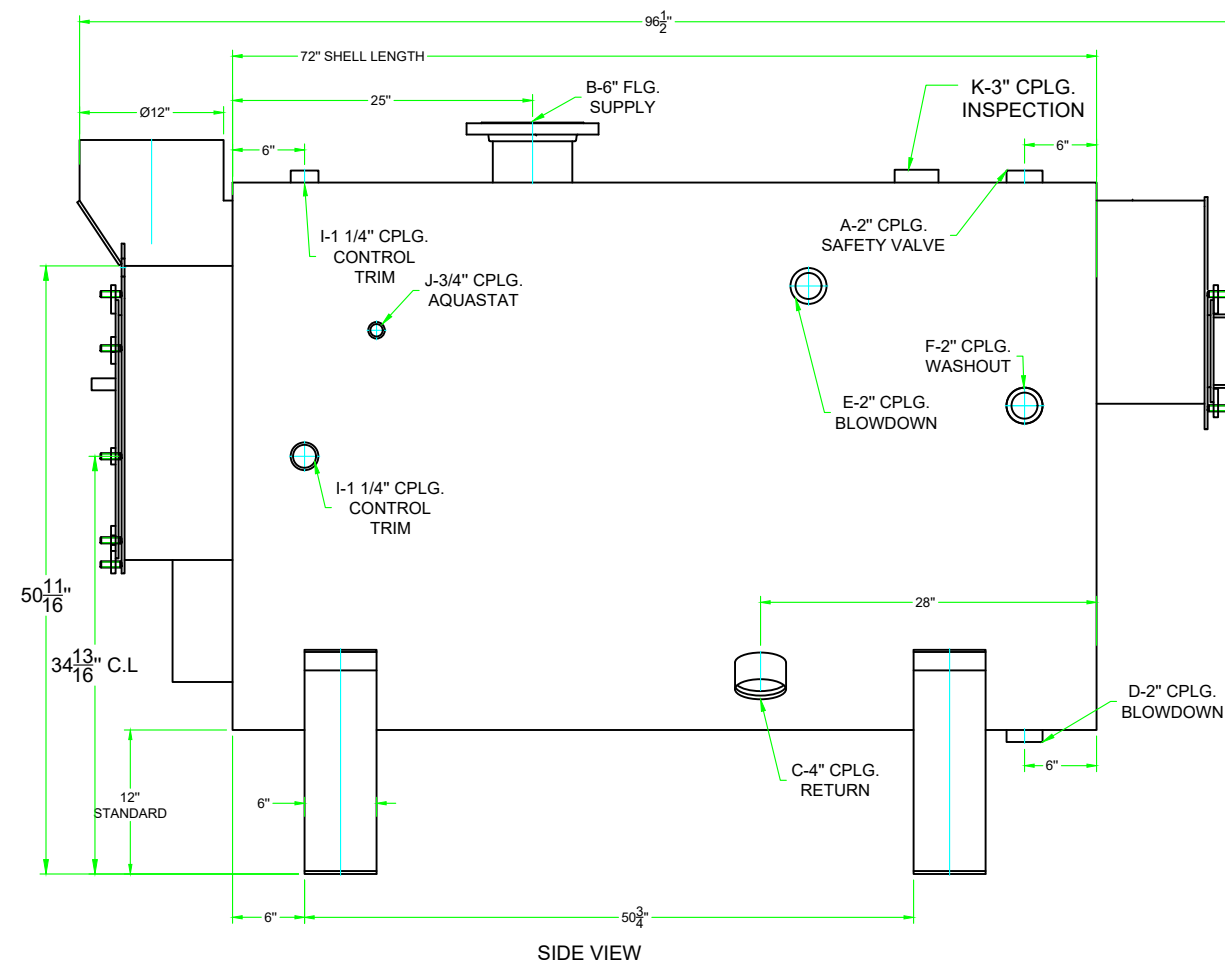 96 1/2"
72" SHELL LENGTH
25"
B-6" FLG.
SUPPLY
K-3" CPLG.
INSPECTION
Ø12"
6"
6"
I-1 1/4" CPLG.
CONTROL
TRIM
A-2" CPLG.
SAFETY VALVE
J-3/4" CPLG.
AQUASTAT
F-2" CPLG.
WASHOUT
E-2" CPLG.
BLOWDOWN
I-1 1/4" CPLG.
CONTROL
TRIM
50 11/16"
28"
34 13/16" C.L
D-2" CPLG.
BLOWDOWN
C-4" CPLG.
RETURN
6"
12"
STANDARD
6"
6"
50 3/4"
SIDE VIEW